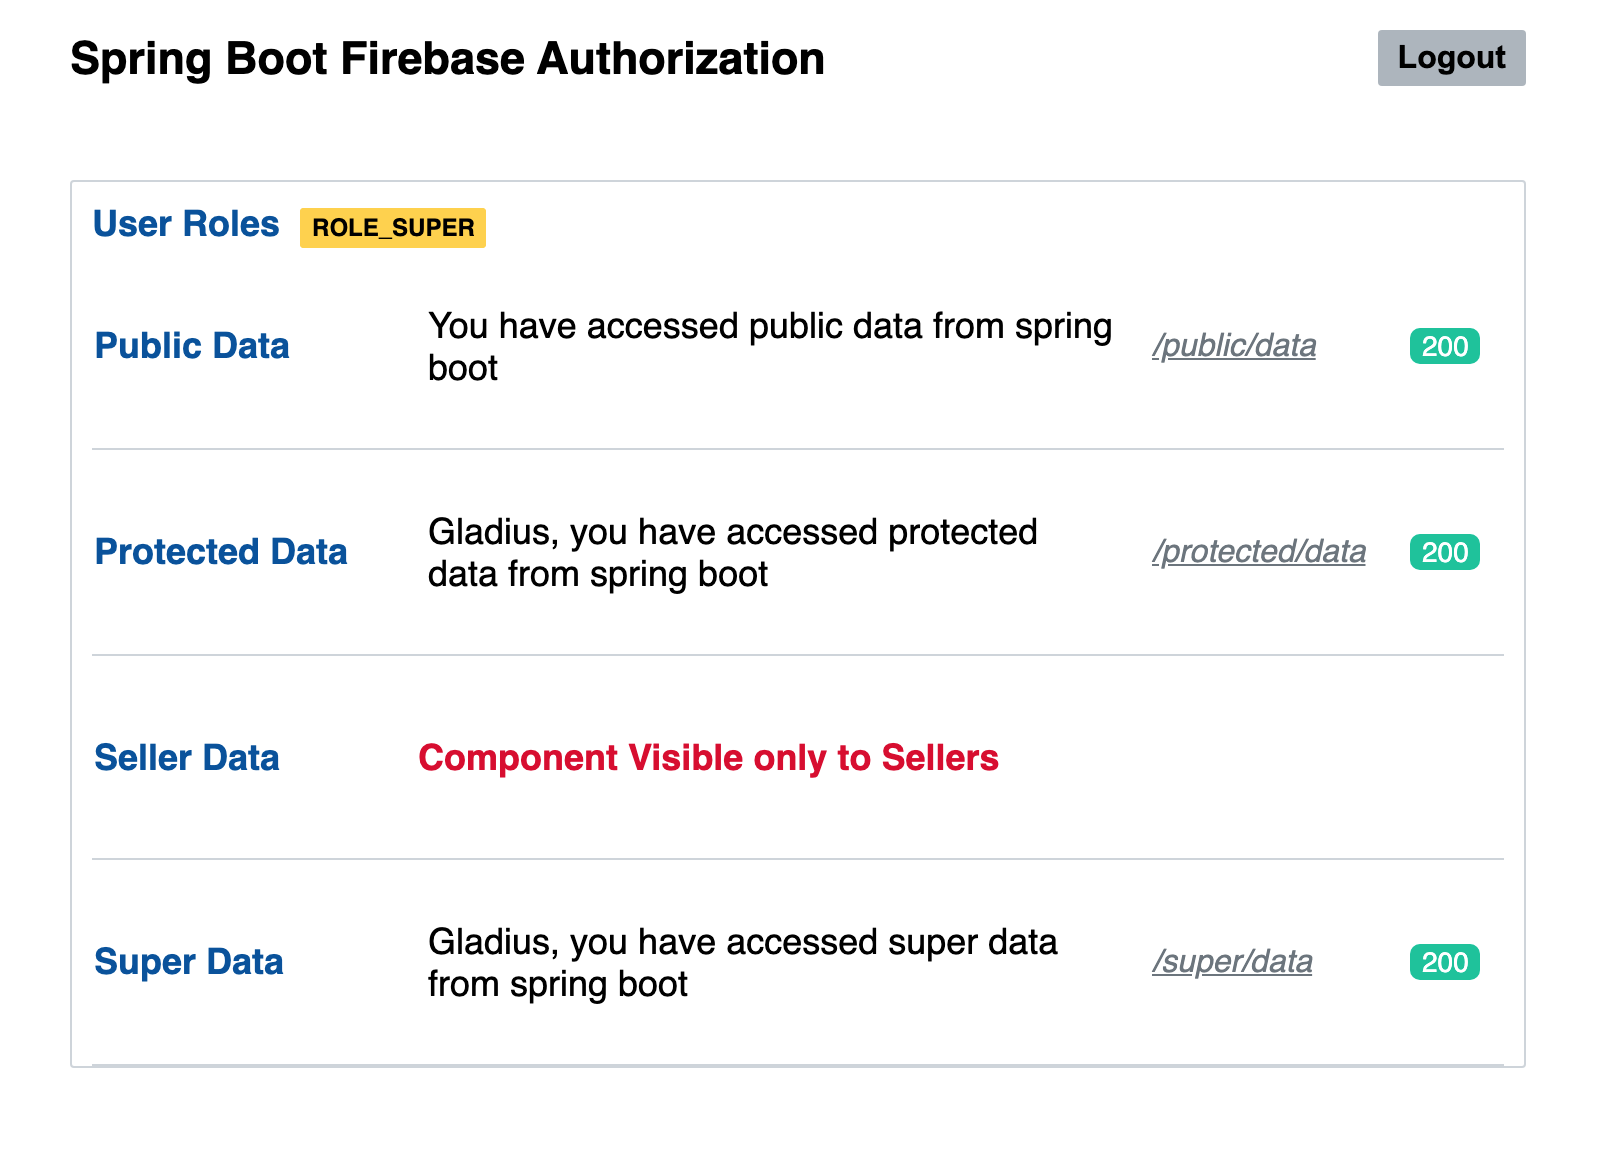 Spring Boot Firebase Authorization
Logout
User Roles
ROLE_SUPER
Public Data
You have accessed public data from spring
boot
/public/data
200
Protected Data
Gladius, you have accessed protected
data from spring boot
/protected/data
200
Seller Data
Component Visible only to Sellers
Super Data
Gladius, you have accessed super data
from spring boot
/super/data
200